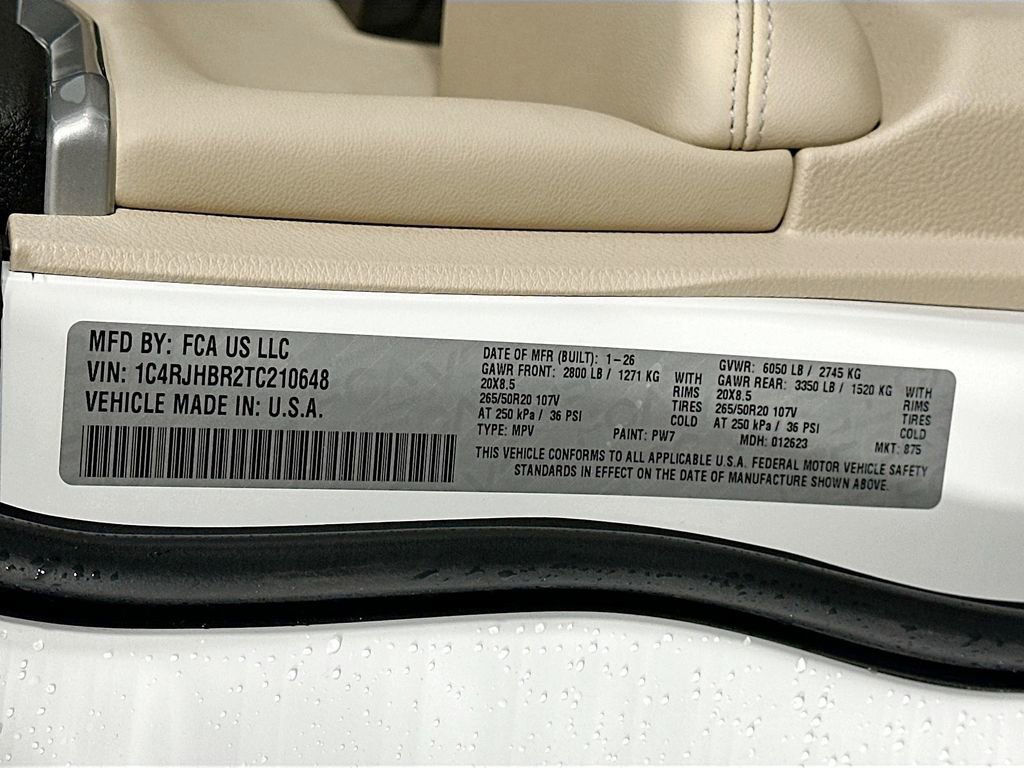 MFD BY: FCA US LLC
VIN: 1C4RJHBR2TC210648
VEHICLE MADE IN: U.S.A.
DATE OF MFR (BUILT): 1-26
GAWR FRONT: 2800 LB / 1271 KG WITH
20X8.5 RIMS
265/50R20 107V TIRES
AT 250 kPa / 36 PSI COLD
TYPE: MPV PAINT: PW7
GVWR: 6050 LB / 2745 KG
GAWR REAR: 3350 LB / 1520 KG WITH
20X8.5 RIMS
265/50R20 107V TIRES
AT 250 kPa / 36 PSI COLD
MDH: 012623 MKT: 875
THIS VEHICLE CONFORMS TO ALL APPLICABLE U.S.A. FEDERAL MOTOR VEHICLE SAFETY
STANDARDS IN EFFECT ON THE DATE OF MANUFACTURE SHOWN ABOVE.